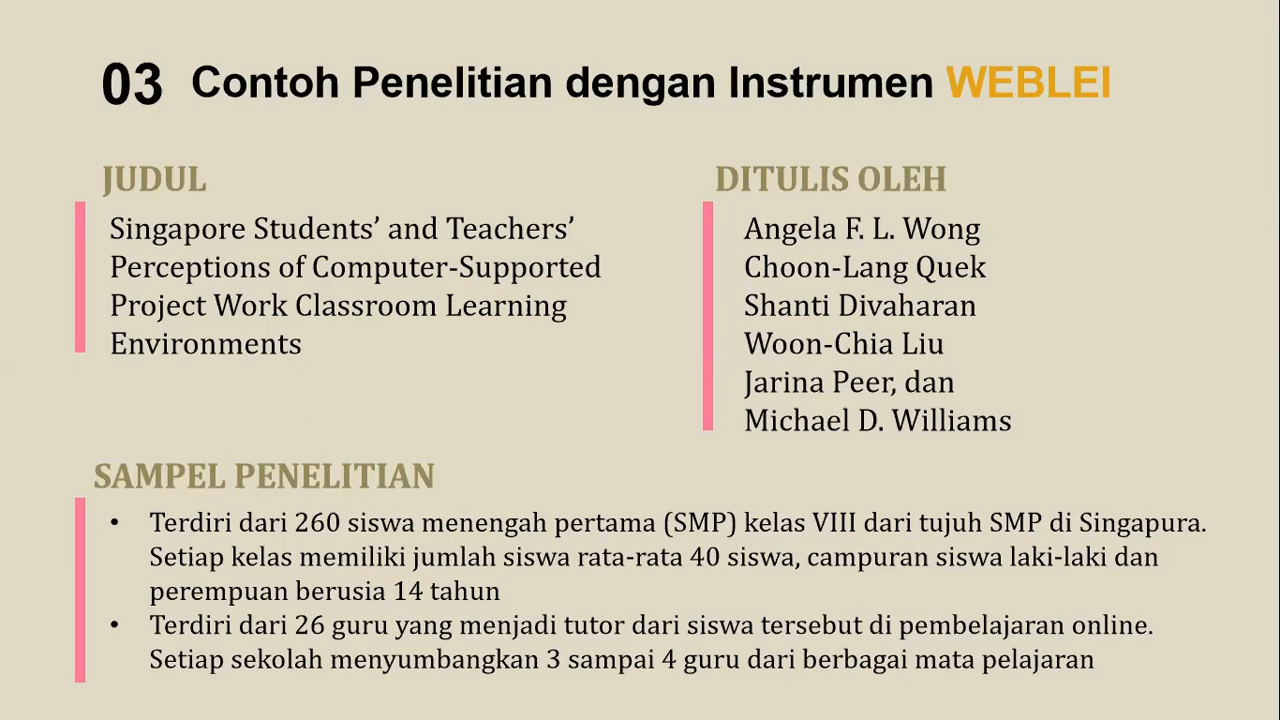 03 Contoh Penelitian dengan Instrumen WEBLEI
JUDUL
Singapore Students’ and Teachers’
Perceptions of Computer-Supported
Project Work Classroom Learning
Environments
DITULIS OLEH
Angela F. L. Wong
Choon-Lang Quek
Shanti Divaharan
Woon-Chia Liu
Jarina Peer, dan
Michael D. Williams
SAMPEL PENELITIAN
• Terdiri dari 260 siswa menengah pertama (SMP) kelas VIII dari tujuh SMP di Singapura.
Setiap kelas memiliki jumlah siswa rata-rata 40 siswa, campuran siswa laki-laki dan
perempuan berusia 14 tahun
• Terdiri dari 26 guru yang menjadi tutor dari siswa tersebut di pembelajaran online.
Setiap sekolah menyumbangkan 3 sampai 4 guru dari berbagai mata pelajaran